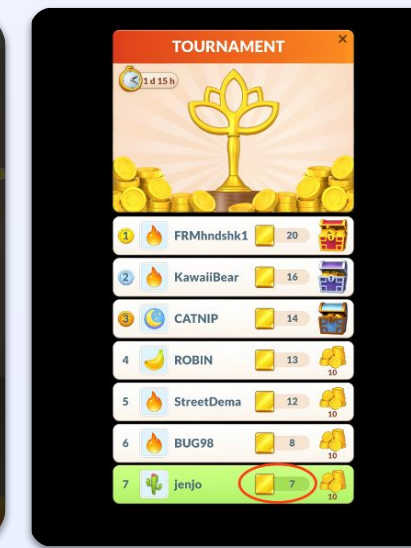 TOURNAMENT
1 d 15 h
1 FRMhndshk1 20
2 KawaiiBear 16
3 CATNIP 14
4 ROBIN 13 10
5 StreetDema 12 10
6 BUG98 8 10
7 jenjo 7 10